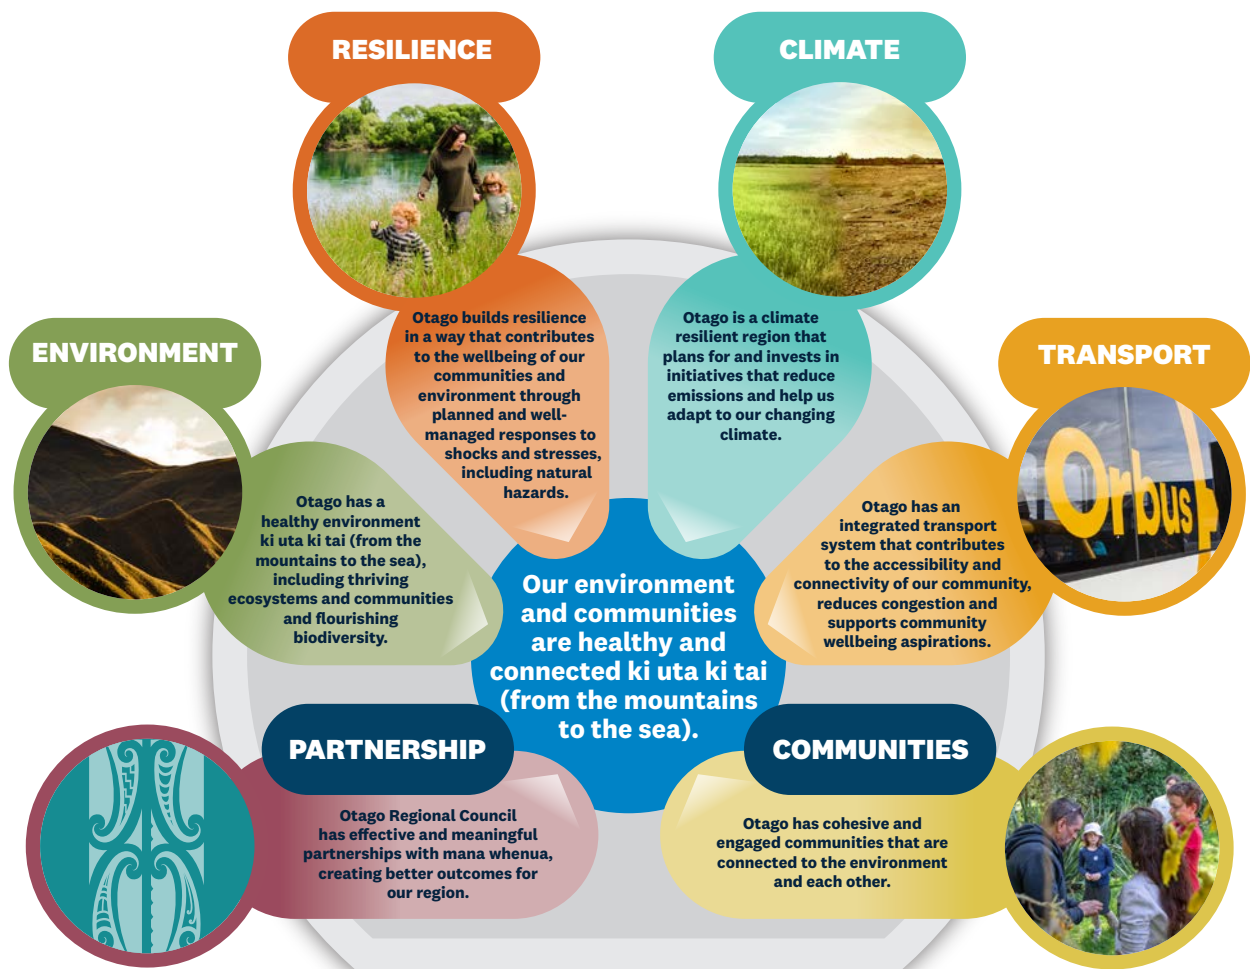 RESILIENCE
CLIMATE
Otago builds resilience
in a way that contributes
to the wellbeing of our
communities and
environment through
planned and well-
managed responses to
shocks and stresses,
including natural
hazards.
Otago is a climate
resilient region that
plans for and invests in
initiatives that reduce
emissions and help us
adapt to our changing
climate.
ENVIRONMENT
TRANSPORT
Orbus
Otago has a
healthy environment
ki uta ki tai (from the
mountains to the sea),
including thriving
ecosystems and communities
and flourishing
biodiversity.
Otago has an
integrated transport
system that contributes
to the accessibility and
connectivity of our community,
reduces congestion and
supports community
wellbeing aspirations.
Our environment
and communities
are healthy and
connected ki uta ki tai
(from the mountains
to the sea).
PARTNERSHIP
COMMUNITIES
Otago Regional Council
has effective and meaningful
partnerships with mana whenua,
creating better outcomes for
our region.
Otago has cohesive and
engaged communities that are
connected to the environment
and each other.